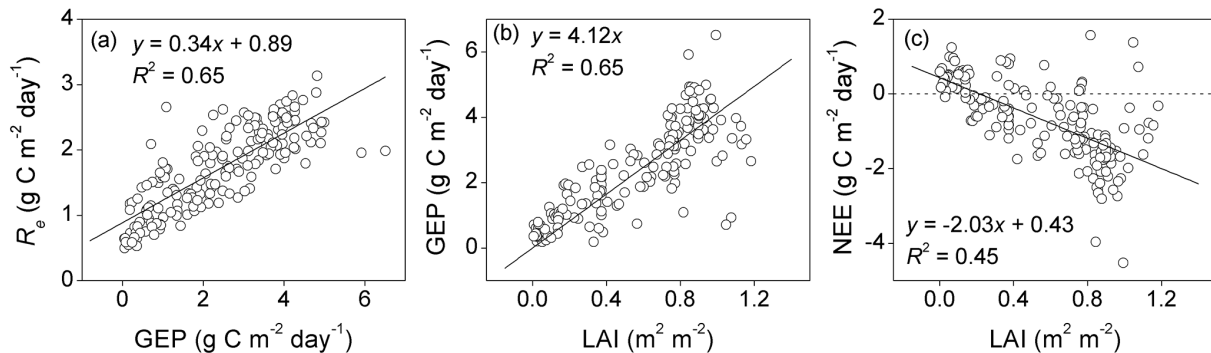 (a)
y = 0.34x + 0.89
R² = 0.65
4
3
2
1
0
Rₑ (g C m⁻² day⁻¹)
0 2 4 6
GEP (g C m⁻² day⁻¹)
(b)
y = 4.12x
R² = 0.65
6
4
2
0
GEP (g C m⁻² day⁻¹)
0.0 0.4 0.8 1.2
LAI (m² m⁻²)
(c)
2
0
-2
-4
NEE (g C m⁻² day⁻¹)
y = -2.03x + 0.43
R² = 0.45
0.0 0.4 0.8 1.2
LAI (m² m⁻²)